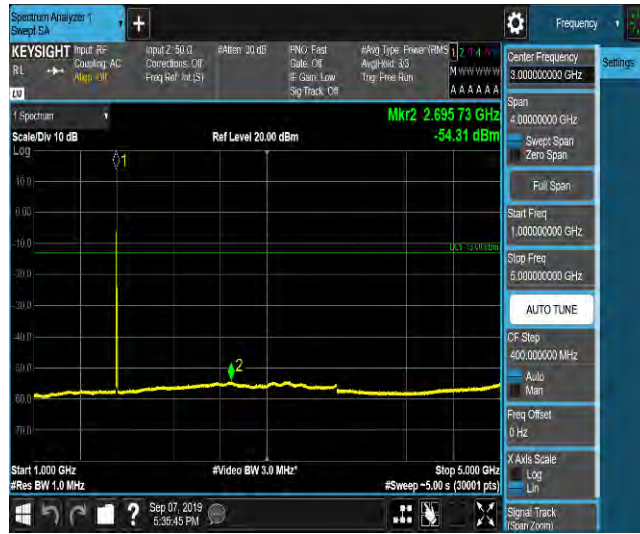 Spectrum Analyzer 1
Swept SA
Frequency
KEYSIGHT
RL
Input: RF
Coupling: AC
Align: Off
Input Z: 50 Ω
Corrections: Off
Freq Ref: Int (S)
#Atten: 30 dB
PNO: Fast
Gate: Off
IF Gain: Low
Sig Track: Off
#Avg Type: Power (RMS
Avg|Hold: 3/3
Trig: Free Run
M W W W W W
A A A A A A
1 Spectrum
Scale/Div 10 dB
Log
Ref Level 20.00 dBm
Mkr2 2.695 73 GHz
-54.31 dBm
1
10.0
0.00
-10.0
DL1 -13.00 dBm
-20.0
-30.0
-40.0
-50.0
2
-60.0
-70.0
Start 1.000 GHz
#Res BW 1.0 MHz
#Video BW 3.0 MHz*
Stop 5.000 GHz
#Sweep ~5.00 s (30001 pts)
?
Sep 07, 2019
5:35:45 PM
Center Frequency
3.000000000 GHz
Settings
Span
4.00000000 GHz
Swept Span
Zero Span
Full Span
Start Freq
1.000000000 GHz
Stop Freq
5.000000000 GHz
AUTO TUNE
CF Step
400.000000 MHz
Auto
Man
Freq Offset
0 Hz
X Axis Scale
Log
Lin
Signal Track
(Span Zoom)